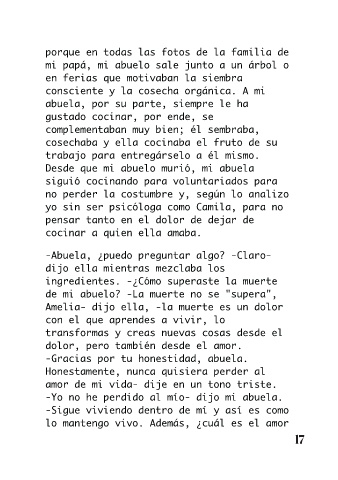 porque en todas las fotos de la familia de
mi papá, mi abuelo sale junto a un árbol o
en ferias que motivaban la siembra
consciente y la cosecha orgánica. A mi
abuela, por su parte, siempre le ha
gustado cocinar, por ende, se
complementaban muy bien; él sembraba,
cosechaba y ella cocinaba el fruto de su
trabajo para entregárselo a él mismo.
Desde que mi abuelo murió, mi abuela
siguió cocinando para voluntariados para
no perder la costumbre y, según lo analizo
yo sin ser psicóloga como Camila, para no
pensar tanto en el dolor de dejar de
cocinar a quien ella amaba.
-Abuela, ¿puedo preguntar algo? -Claro-
dijo ella mientras mezclaba los
ingredientes. -¿Cómo superaste la muerte
de mi abuelo? -La muerte no se "supera",
Amelia- dijo ella, -la muerte es un dolor
con el que aprendes a vivir, lo
transformas y creas nuevas cosas desde el
dolor, pero también desde el amor.
-Gracias por tu honestidad, abuela.
Honestamente, nunca quisiera perder al
amor de mi vida- dije en un tono triste.
-Yo no he perdido al mío- dijo mi abuela.
-Sigue viviendo dentro de mí y así es como
lo mantengo vivo. Además, ¿cuál es el amor
17